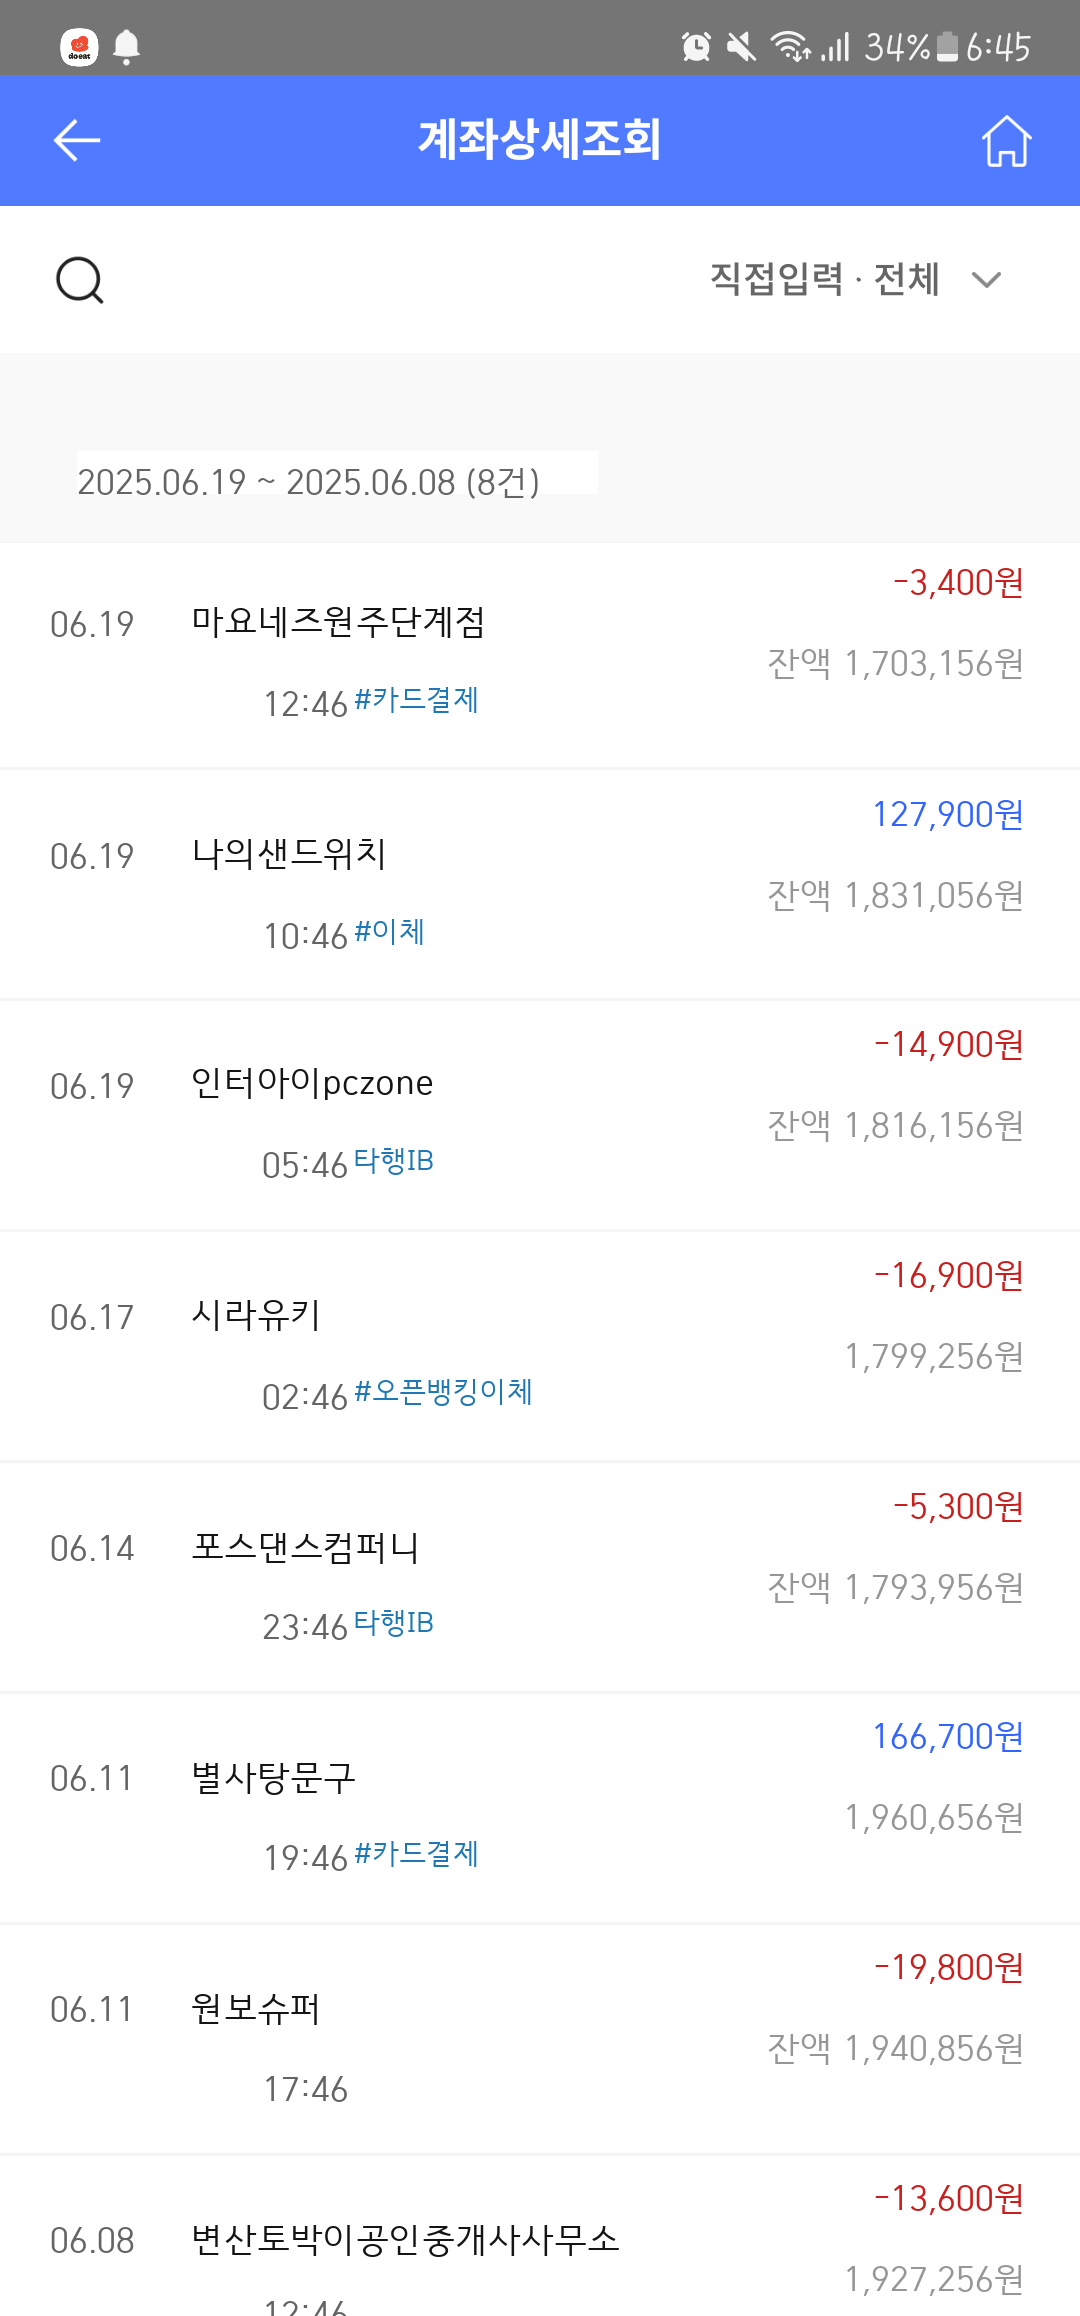 doeat 34% 6:45
계좌상세조회
직접입력 · 전체
2025.06.19 ~ 2025.06.08 (8건)
-3,400원
06.19 마요네즈원주단계점
잔액 1,703,156원
12:46 #카드결제
127,900원
06.19 나의샌드위치
잔액 1,831,056원
10:46 #이체
-14,900원
06.19 인터아이pczone
잔액 1,816,156원
05:46 타행IB
-16,900원
06.17 시라유키
1,799,256원
02:46 #오픈뱅킹이체
-5,300원
06.14 포스댄스컴퍼니
잔액 1,793,956원
23:46 타행IB
166,700원
06.11 별사탕문구
1,960,656원
19:46 #카드결제
-19,800원
06.11 원보슈퍼
잔액 1,940,856원
17:46
-13,600원
06.08 변산토박이공인중개사사무소
1,927,256원
12:46